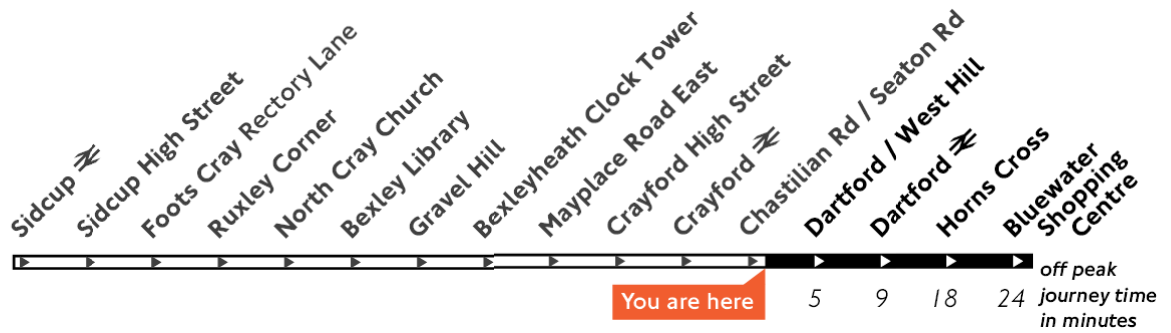 Sidcup
Sidcup High Street
Foots Cray Rectory Lane
Ruxley Corner
North Cray Church
Bexley Library
Gravel Hill
Bexleyheath Clock Tower
Mayplace Road East
Crayford High Street
Crayford
Chastilian Rd / Seaton Rd
Dartford / West Hill
Dartford
Horns Cross
Bluewater
Shopping
Centre
You are here
5
9
18
24
off peak
journey time
in minutes